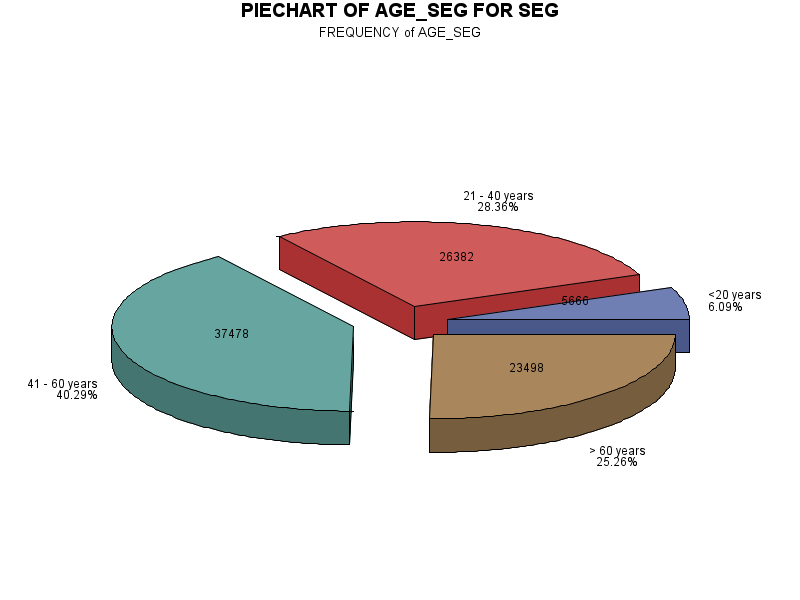 PIECHART OF AGE_SEG FOR SEG
FREQUENCY of AGE_SEG
21 - 40 years
28.36%
26382
<20 years
6.09%
5666
37478
23498
41 - 60 years
40.29%
> 60 years
25.26%